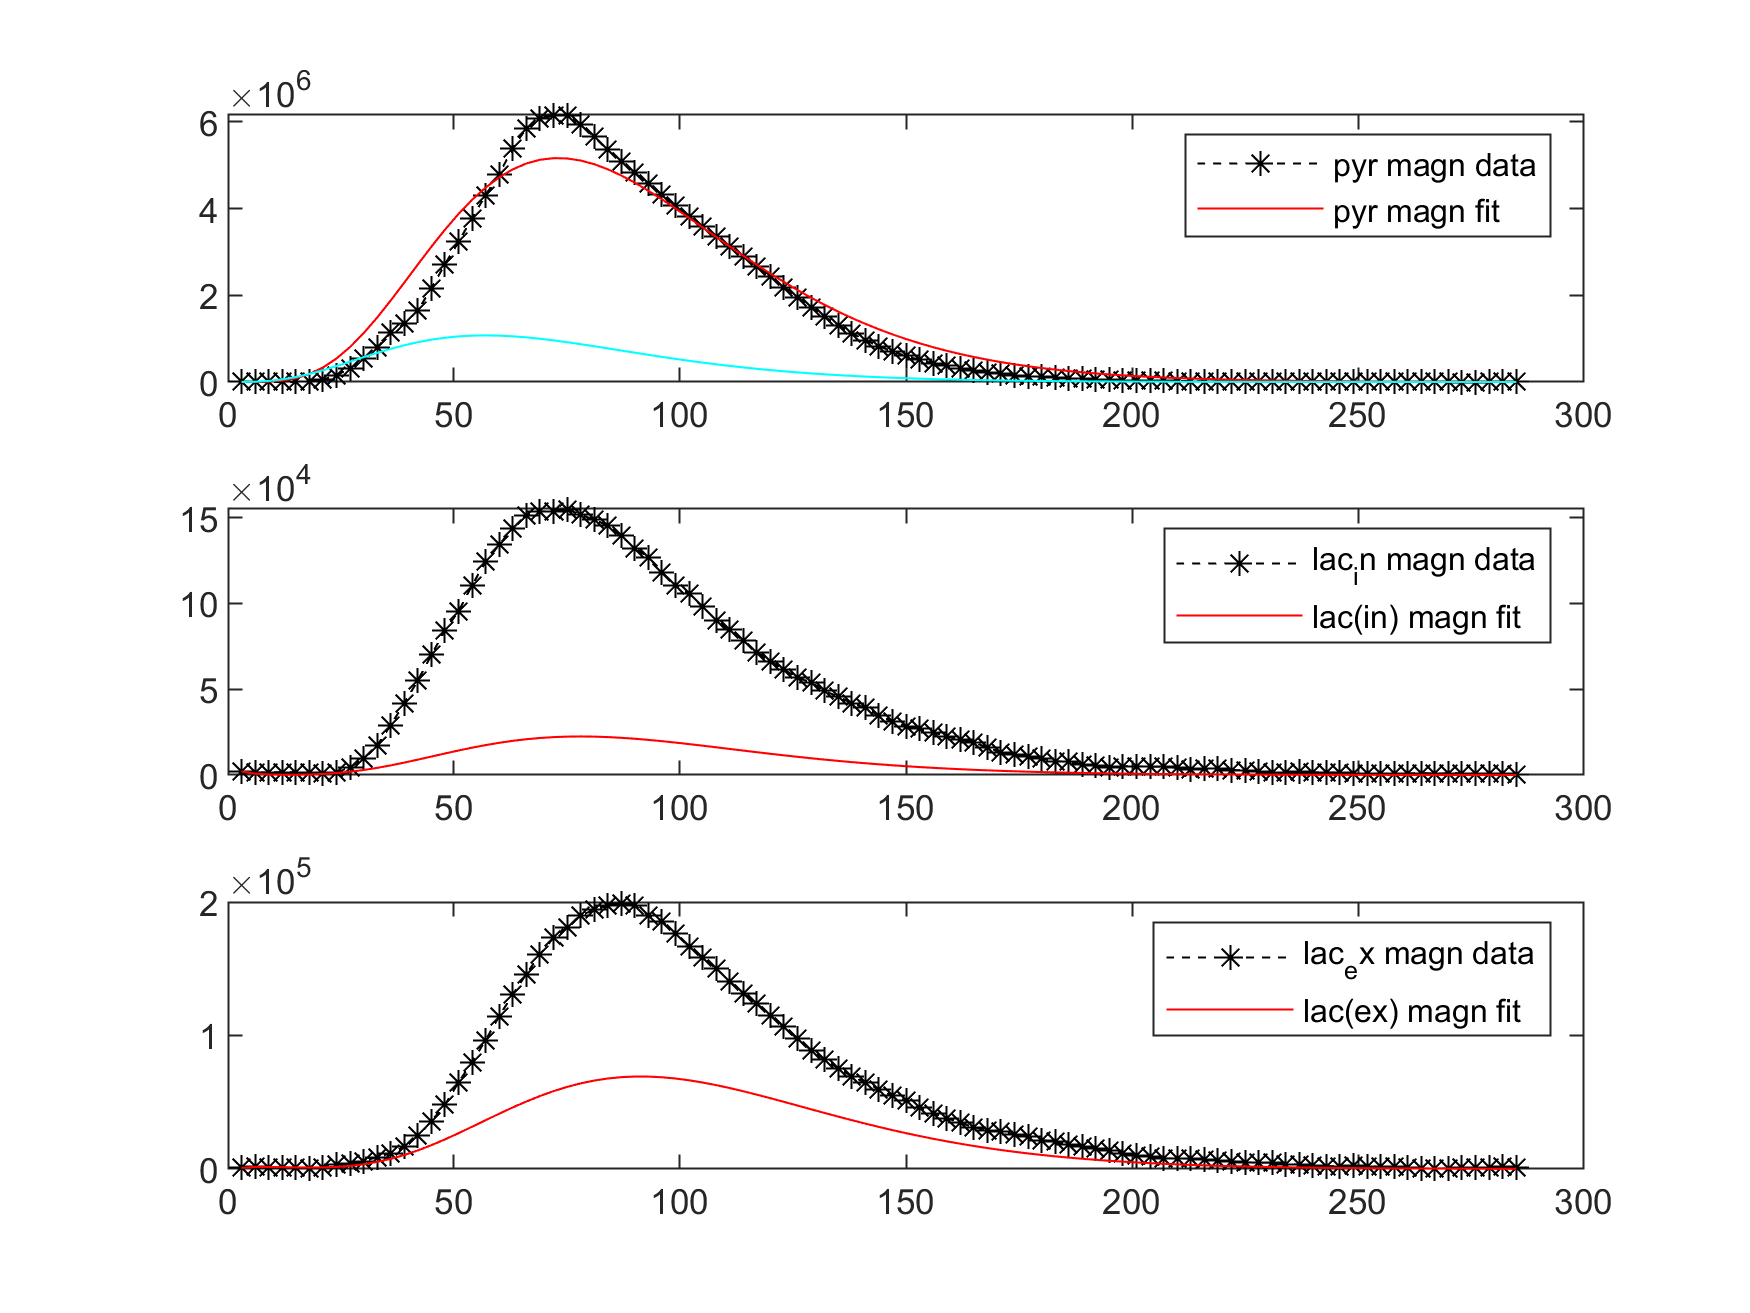 ×10^6
6
4
2
0
0 50 100 150 200 250 300
pyr magn data
pyr magn fit
×10^4
15
10
5
0
0 50 100 150 200 250 300
lac_in magn data
lac(in) magn fit
×10^5
2
1
0
0 50 100 150 200 250 300
lac_ex magn data
lac(ex) magn fit